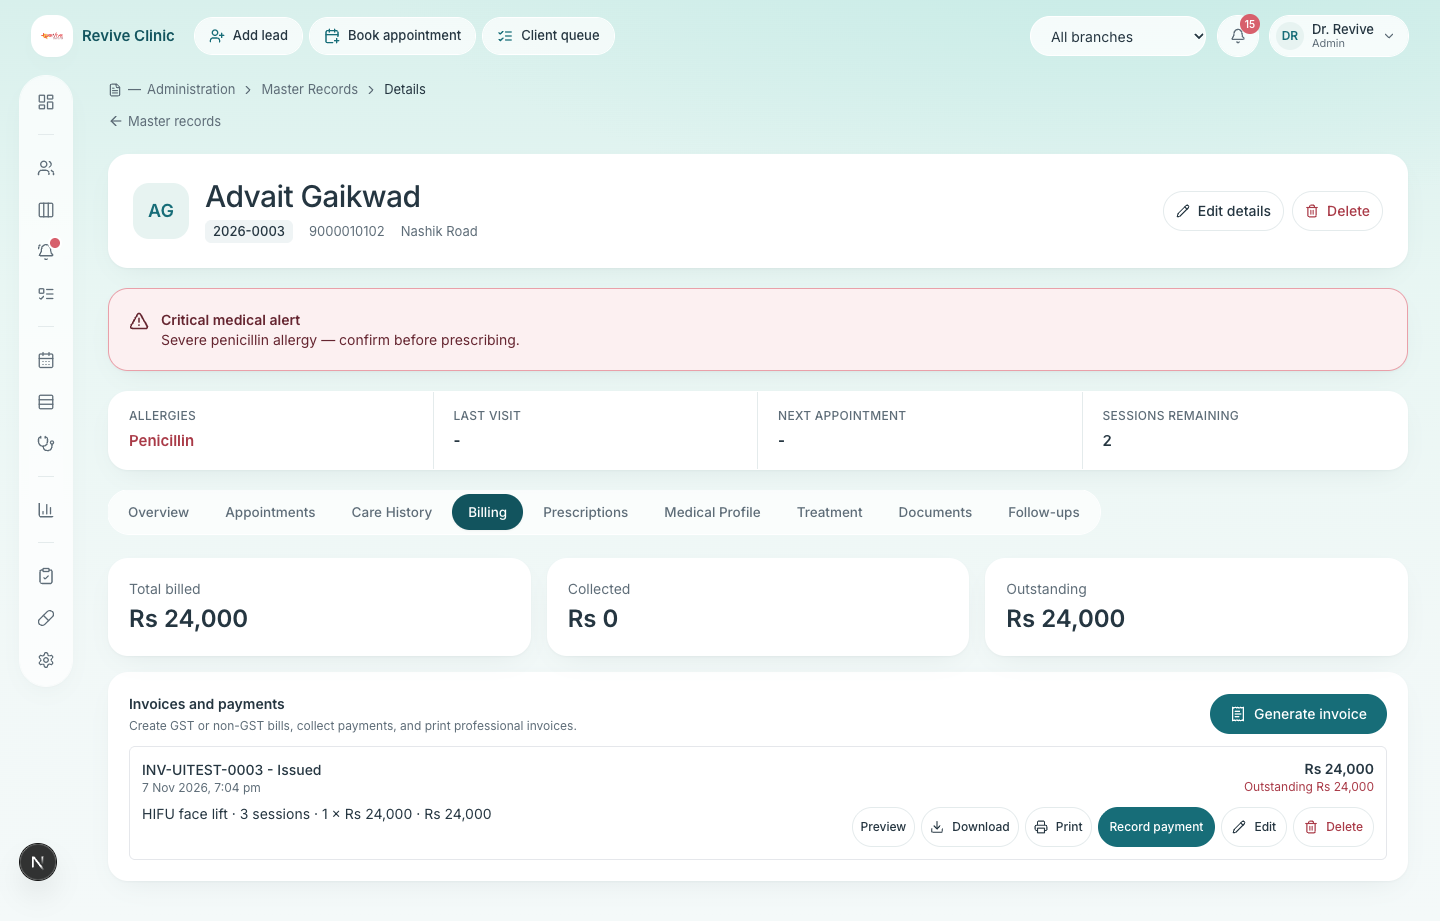 Revive Clinic
Add lead
Book appointment
Client queue
All branches
15
DR
Dr. Revive
Admin
— Administration > Master Records > Details
← Master records
AG
Advait Gaikwad
2026-0003 9000010102 Nashik Road
Edit details
Delete
Critical medical alert
Severe penicillin allergy — confirm before prescribing.
ALLERGIES
Penicillin
LAST VISIT
-
NEXT APPOINTMENT
-
SESSIONS REMAINING
2
Overview Appointments Care History Billing Prescriptions Medical Profile Treatment Documents Follow-ups
Total billed
Rs 24,000
Collected
Rs 0
Outstanding
Rs 24,000
Invoices and payments
Create GST or non-GST bills, collect payments, and print professional invoices.
Generate invoice
INV-UITEST-0003 - Issued
7 Nov 2026, 7:04 pm
Rs 24,000
Outstanding Rs 24,000
HIFU face lift · 3 sessions · 1 × Rs 24,000 · Rs 24,000
Preview Download Print Record payment Edit Delete
N